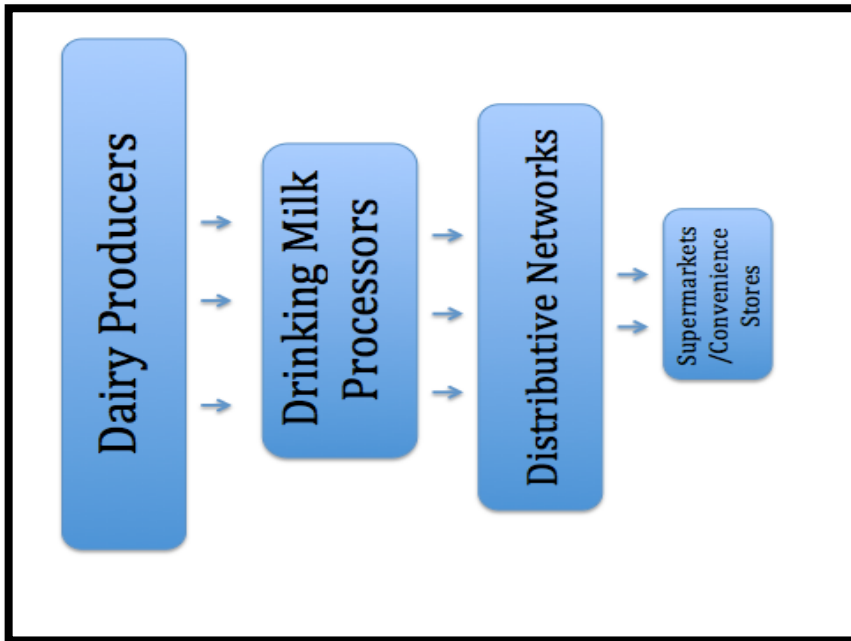 Dairy Producers
Drinking Milk
Processors
Distributive Networks
Supermarkets
/Convenience
Stores